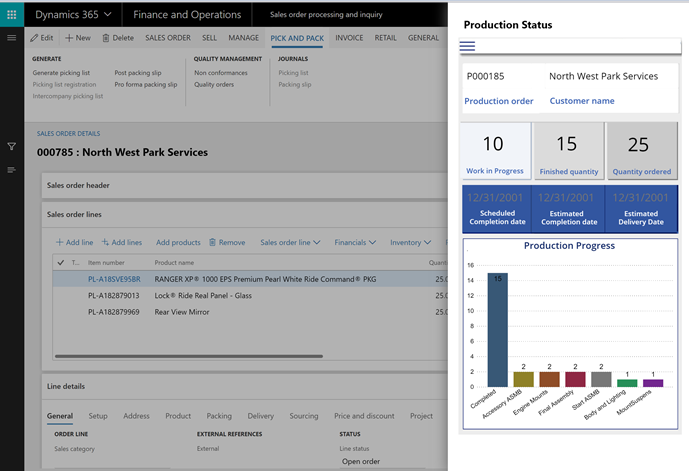 Dynamics 365
Finance and Operations
Sales order processing and inquiry
Edit
New
Delete
SALES ORDER
SELL
MANAGE
PICK AND PACK
INVOICE
RETAIL
GENERAL
GENERATE
Generate picking list
Picking list registration
Intercompany picking list
Post packing slip
Pro forma packing slip
QUALITY MANAGEMENT
Non conformances
Quality orders
JOURNALS
Picking list
Packing slip
SALES ORDER DETAILS
000785 : North West Park Services
Sales order header
Sales order lines
Add line
Add lines
Add products
Remove
Sales order line
Financials
Inventory
T...
Item number
Product name
Quant
PL-A18SVE95BR
RANGER XP® 1000 EPS Premium Pearl White Ride Command® PKG
25.0
PL-A182879013
Lock® Ride Real Panel - Glass
25.0
PL-A182879969
Rear View Mirror
25.0
Line details
General
Setup
Address
Product
Packing
Delivery
Sourcing
Price and discount
Project
ORDER LINE
Sales category
EXTERNAL REFERENCES
External
STATUS
Line status
Open order
Production Status
P000185
North West Park Services
Production order
Customer name
10
Work in Progress
15
Finished quantity
25
Quantity ordered
12/31/2001
Scheduled
Completion date
12/31/2001
Estimated
Completion date
12/31/2001
Estimated
Delivery Date
Production Progress
16
14
12
10
8
6
4
2
0
15
2
2
2
2
1
1
Completed
Accessory ASMB
Engine Mounts
Final Assembly
Start ASMB
Body and Lighting
MountSuspens